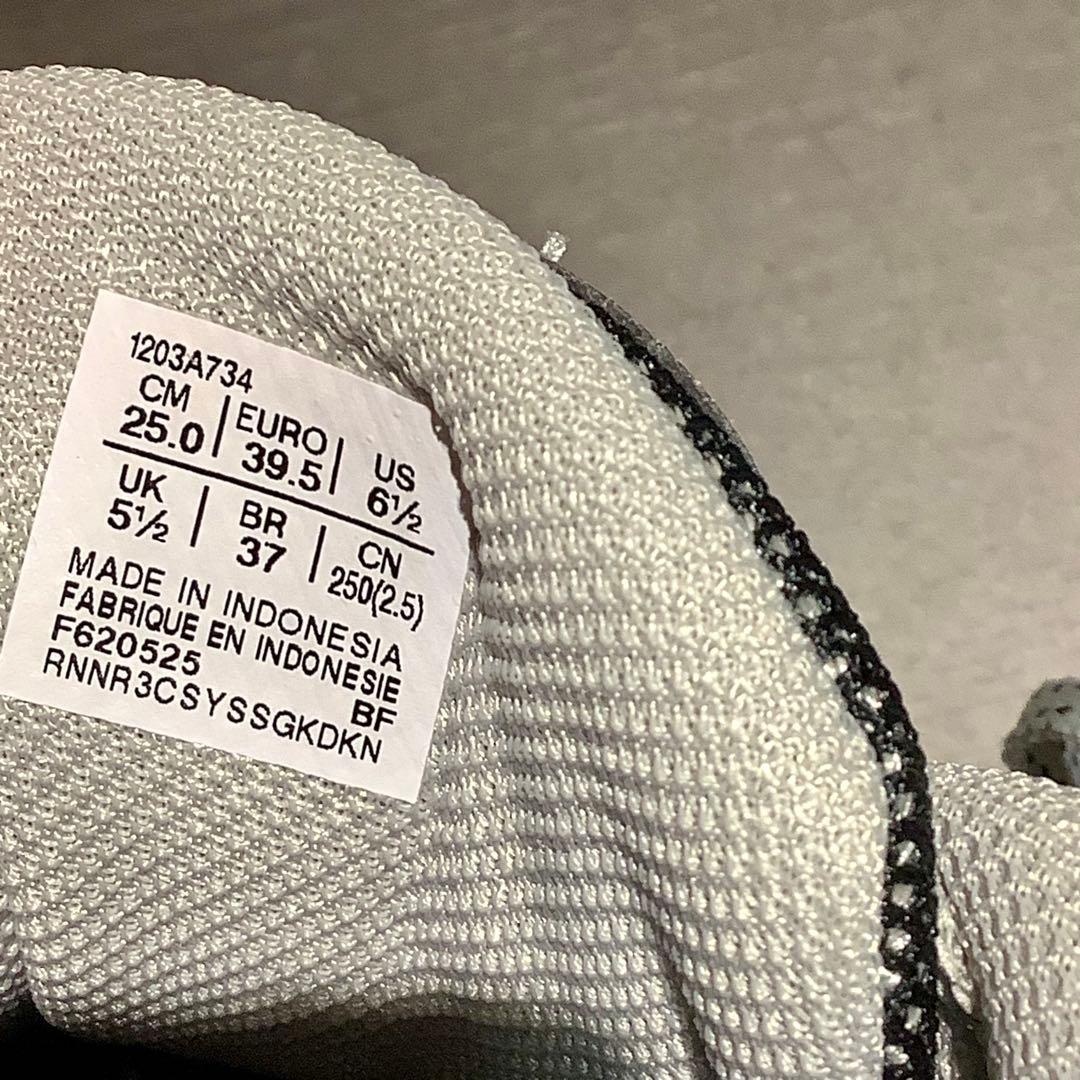 1203A734
CM EURO US
25.0 39.5 6½
UK BR CN
5½ 37 250(2.5)
MADE IN INDONESIA
FABRIQUE EN INDONESIE
F620525 BF
RNNR3CSYSSGKDKN